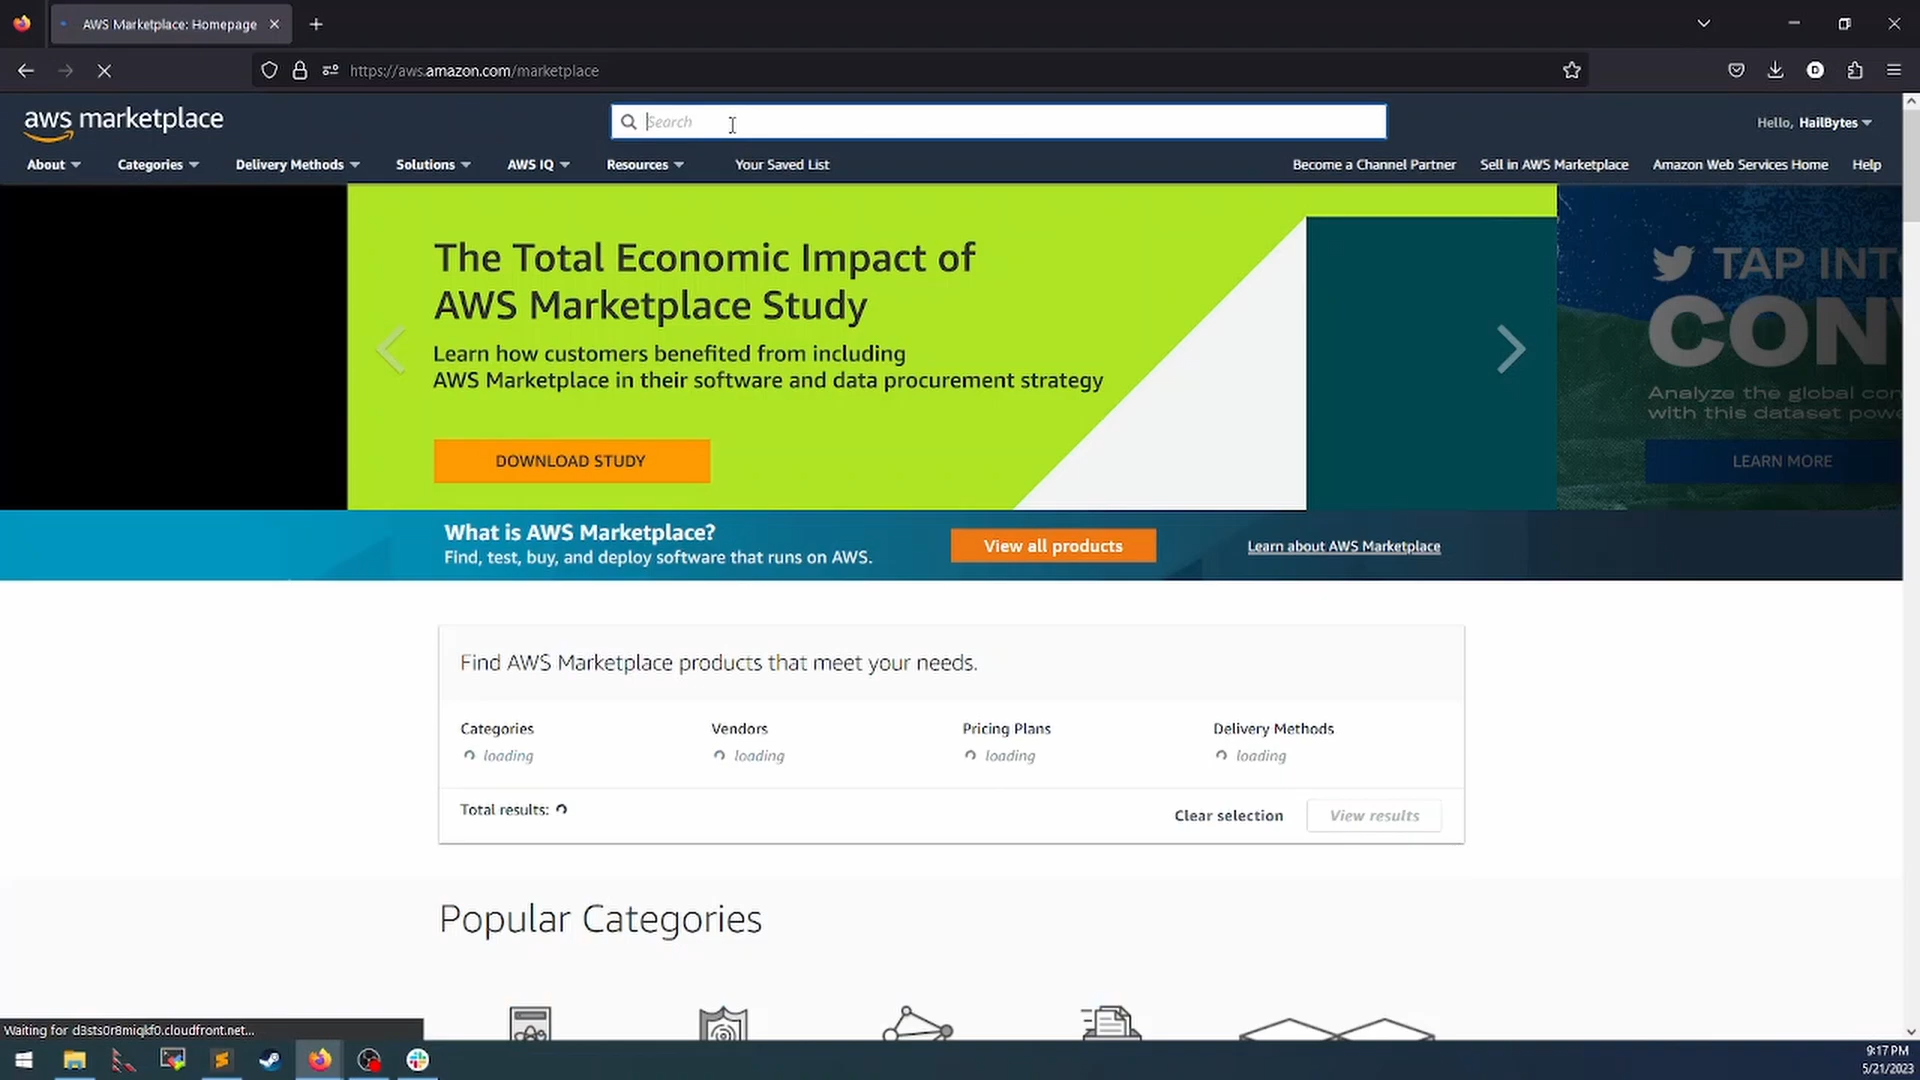 AWS Marketplace: Homepage
https://aws.amazon.com/marketplace
aws marketplace
Search
Hello, HailBytes
About
Categories
Delivery Methods
Solutions
AWS IQ
Resources
Your Saved List
Become a Channel Partner
Sell in AWS Marketplace
Amazon Web Services Home
Help
The Total Economic Impact of
AWS Marketplace Study
Learn how customers benefited from including
AWS Marketplace in their software and data procurement strategy
DOWNLOAD STUDY
TAP INTO
CONV
Analyze the global con
with this dataset powe
LEARN MORE
What is AWS Marketplace?
Find, test, buy, and deploy software that runs on AWS.
View all products
Learn about AWS Marketplace
Find AWS Marketplace products that meet your needs.
Categories
loading
Vendors
loading
Pricing Plans
loading
Delivery Methods
loading
Total results:
Clear selection
View results
Popular Categories
Waiting for d3sts0r8miqkf0.cloudfront.net...
9:17 PM
5/21/2023